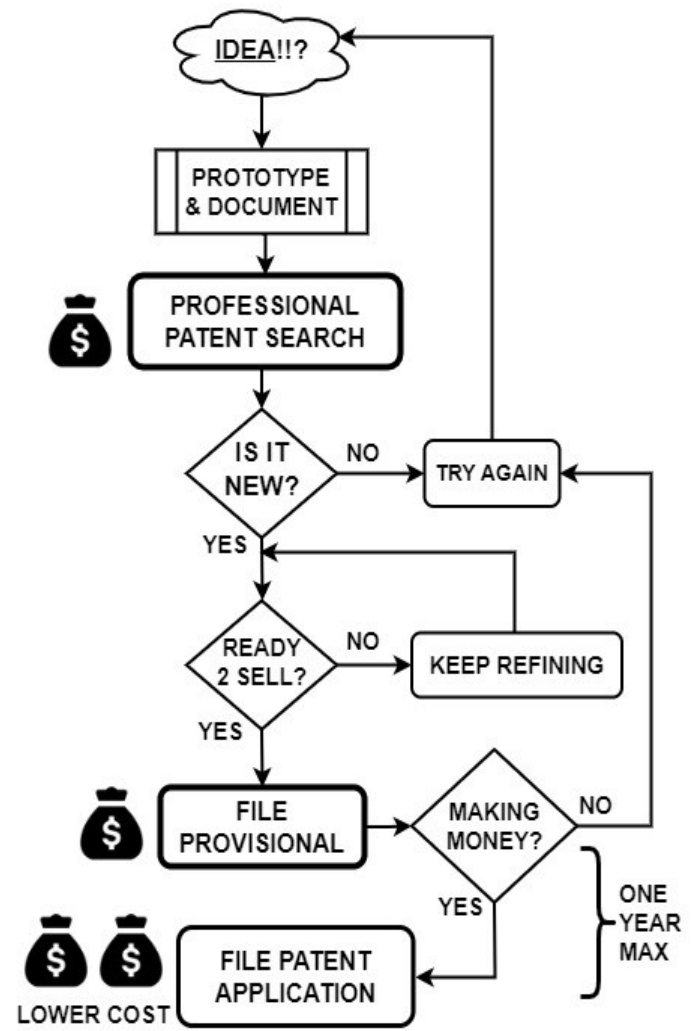 IDEA!!?
PROTOTYPE
& DOCUMENT
$
PROFESSIONAL
PATENT SEARCH
IS IT
NEW?
NO
TRY AGAIN
YES
READY
2 SELL?
NO
KEEP REFINING
YES
$
FILE
PROVISIONAL
MAKING
MONEY?
NO
YES
ONE
YEAR
MAX
$ $
LOWER COST
FILE PATENT
APPLICATION